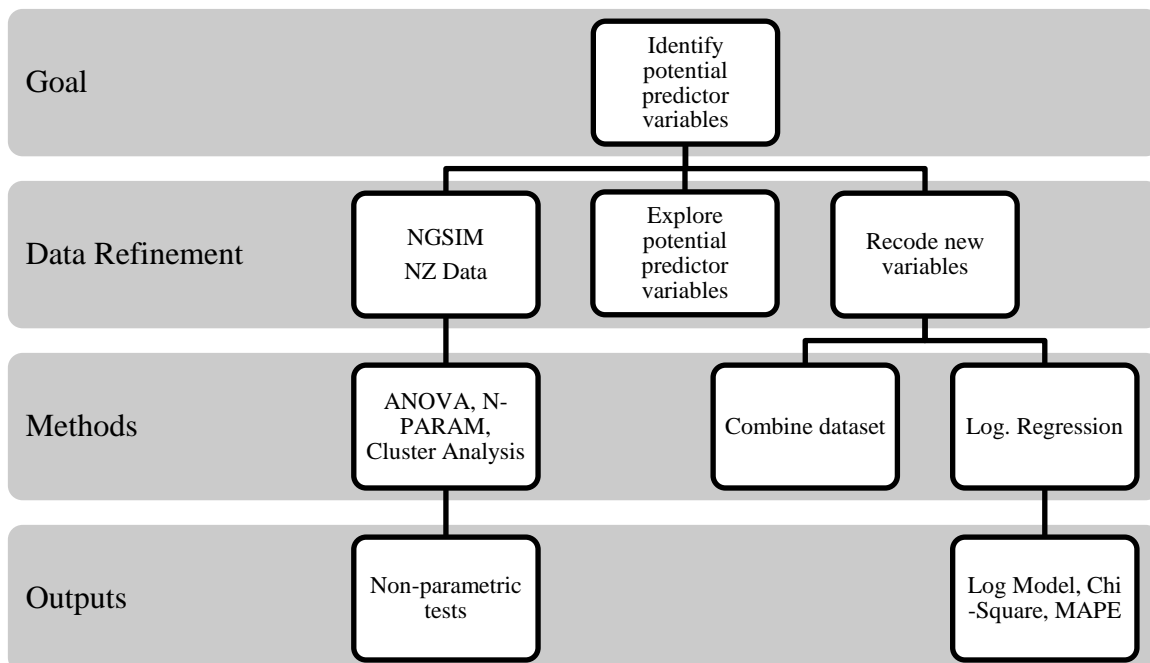 Goal
Identify
potential
predictor
variables
Data Refinement
NGSIM
NZ Data
Explore
potential
predictor
variables
Recode new
variables
Methods
ANOVA, N-
PARAM,
Cluster Analysis
Combine dataset
Log. Regression
Outputs
Non-parametric
tests
Log Model, Chi
-Square, MAPE